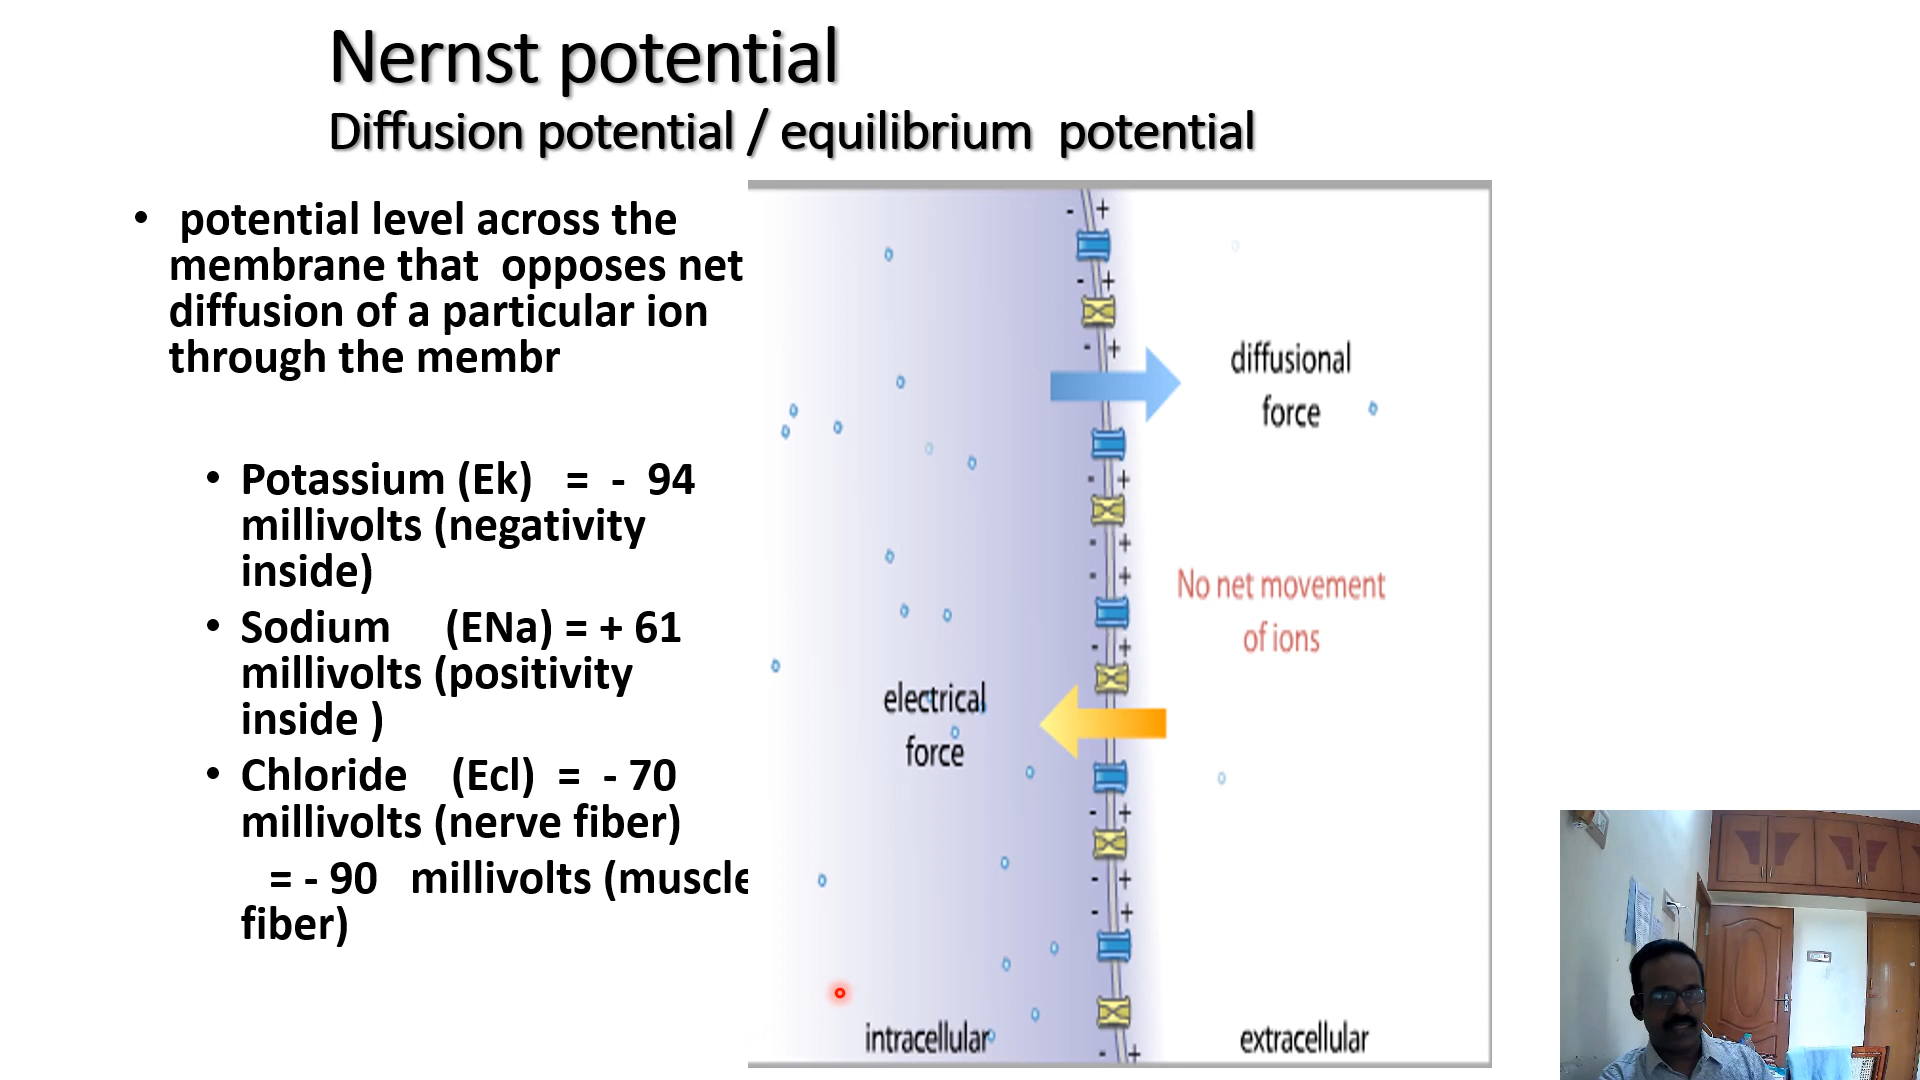 Nernst potential
Diffusion potential / equilibrium potential
• potential level across the
membrane that opposes net
diffusion of a particular ion
through the membr
• Potassium (Ek) = - 94
millivolts (negativity
inside)
• Sodium (ENa) = + 61
millivolts (positivity
inside )
• Chloride (Ecl) = - 70
millivolts (nerve fiber)
= - 90 millivolts (muscle
fiber)
diffusional
force
No net movement
of ions
electrical
force
intracellular
extracellular